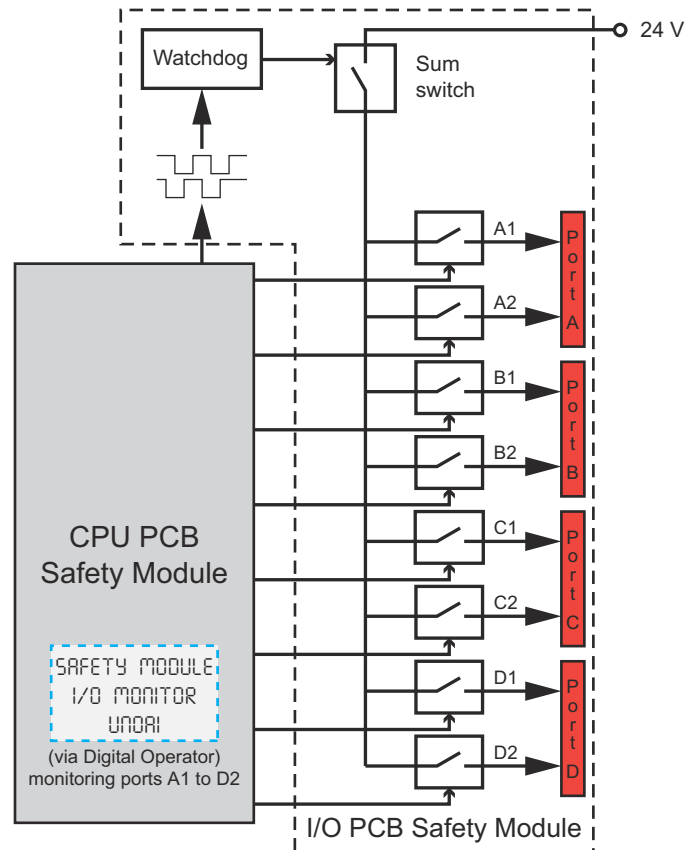 24 V
Watchdog
Sum
switch
A1
Port A
A2
B1
Port B
B2
CPU PCB
Safety Module
C1
Port C
C2
SAFETY MODULE
I/O MONITOR
UNOAI
(via Digital Operator)
monitoring ports A1 to D2
D1
Port D
D2
I/O PCB Safety Module